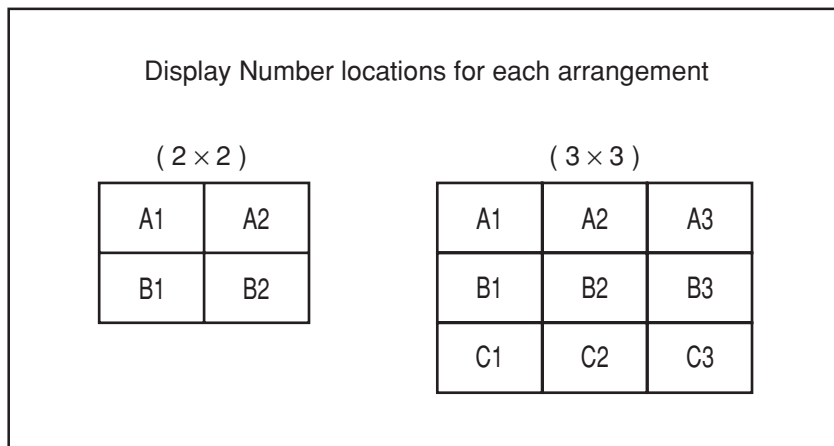 Display Number locations for each arrangement
( 2 × 2 )
A1 A2
B1 B2
( 3 × 3 )
A1 A2 A3
B1 B2 B3
C1 C2 C3